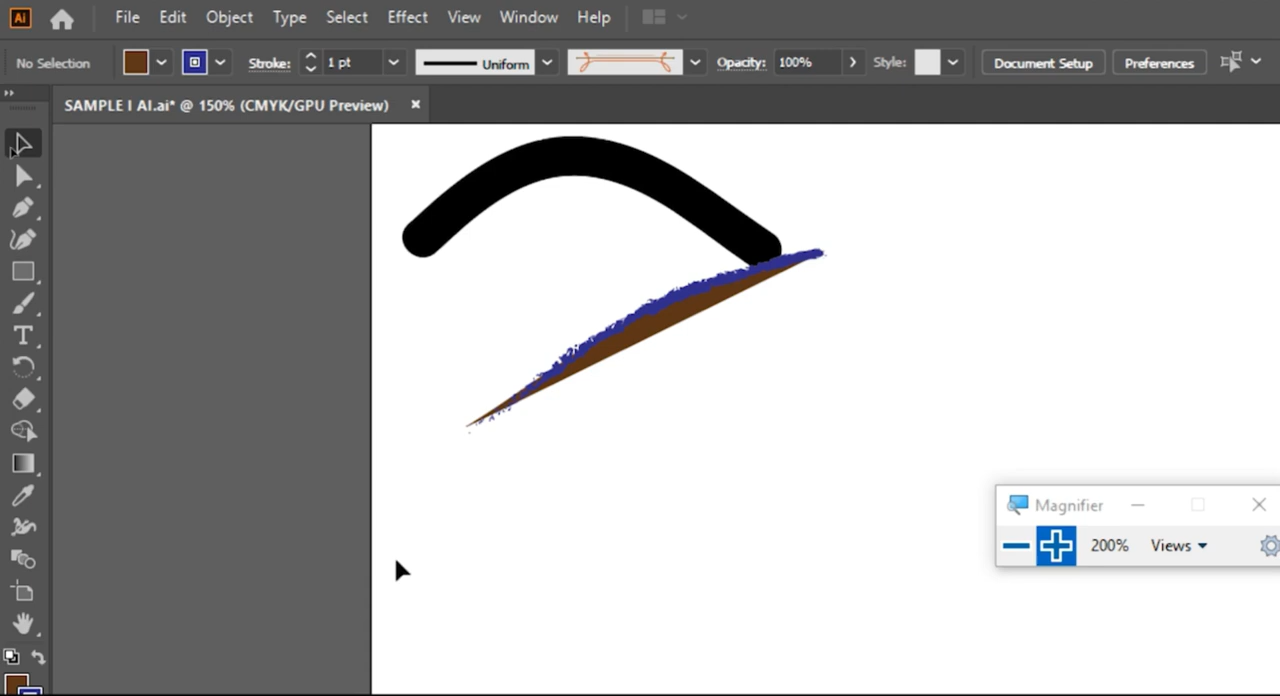 Ai File Edit Object Type Select Effect View Window Help
No Selection Stroke: 1 pt Uniform Opacity: 100% Style: Document Setup Preferences
SAMPLE I AI.ai* @ 150% (CMYK/GPU Preview)
Magnifier
200% Views